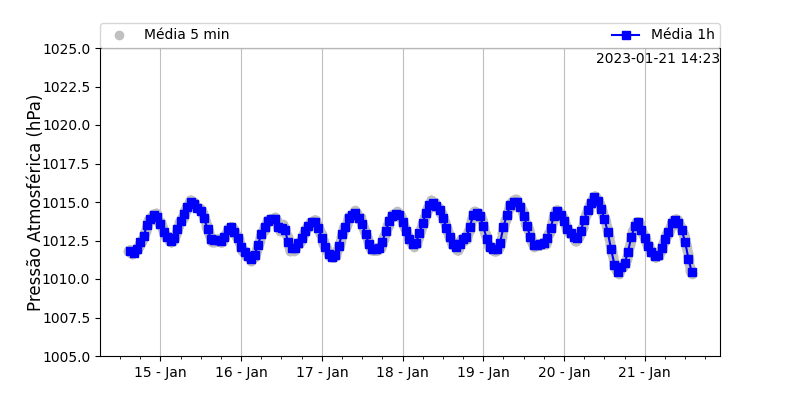 Média 5 min
Média 1h
2023-01-21 14:23
Pressão Atmosférica (hPa)
1025.0
1022.5
1020.0
1017.5
1015.0
1012.5
1010.0
1007.5
1005.0
15 - Jan
16 - Jan
17 - Jan
18 - Jan
19 - Jan
20 - Jan
21 - Jan